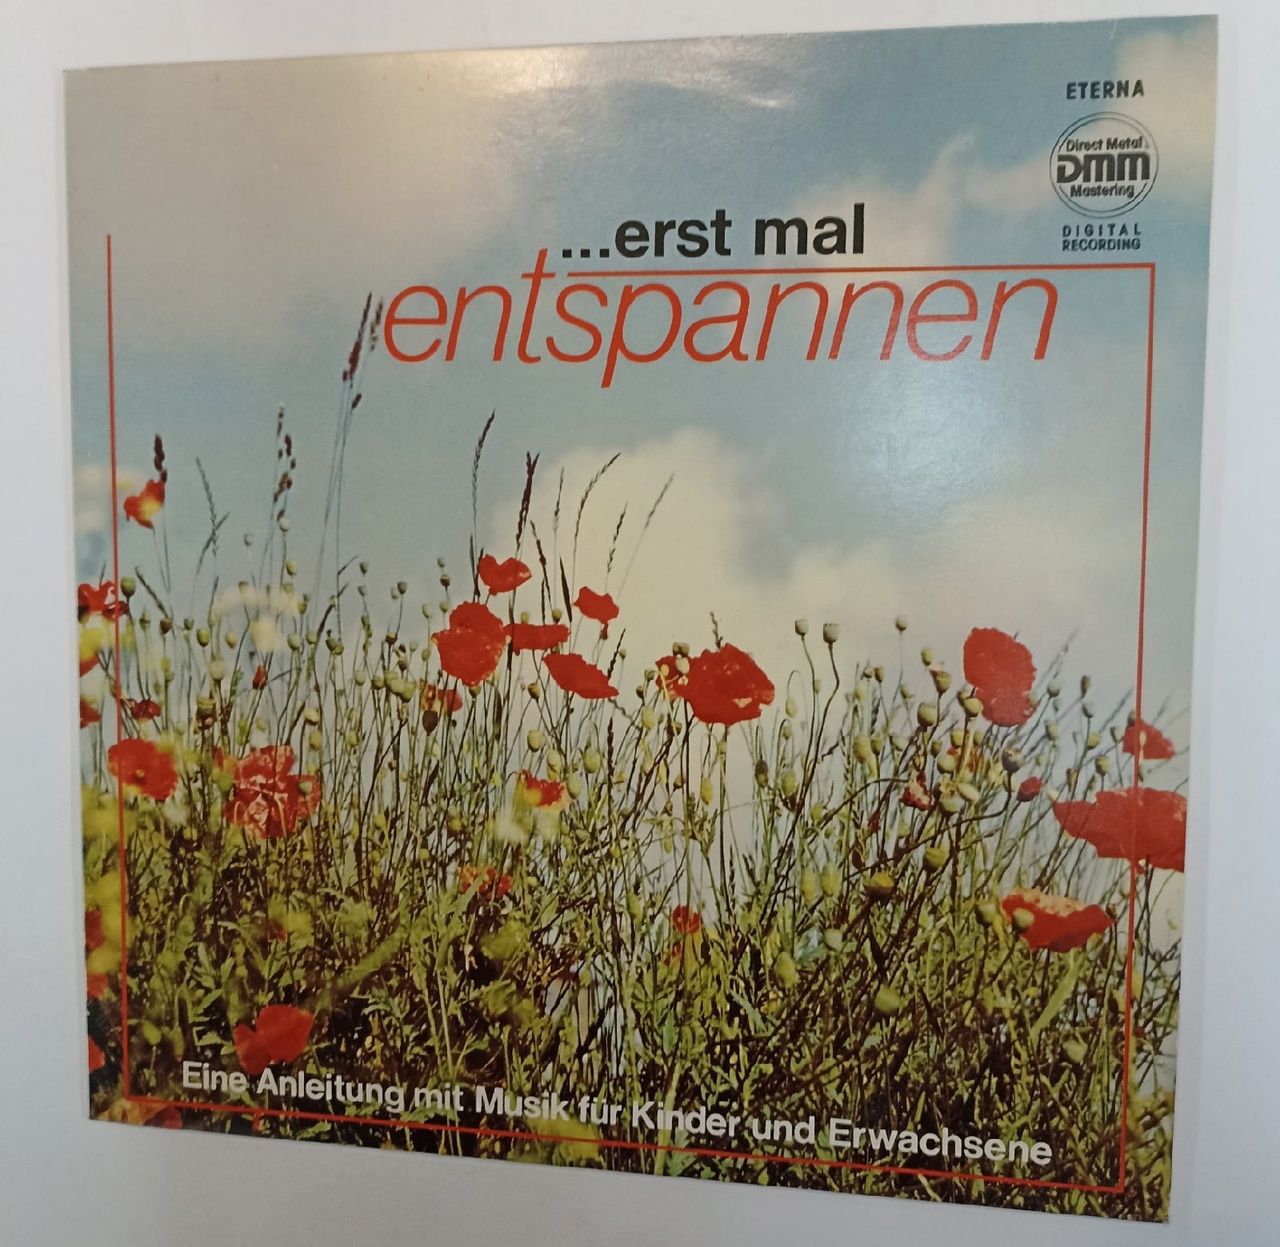 ETERNA
Direct Metal
DMM
Mastering
DIGITAL
RECORDING
...erst mal
entspannen
Eine Anleitung mit Musik für Kinder und Erwachsene